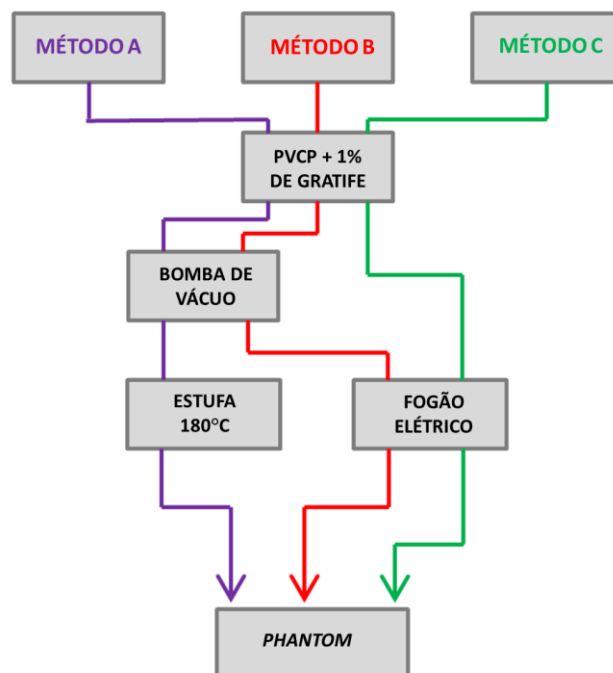 MÉTODO A
MÉTODO B
MÉTODO C
PVCP + 1%
DE GRATIFE
BOMBA DE
VÁCUO
ESTUFA
180°C
FOGÃO
ELÉTRICO
PHANTOM